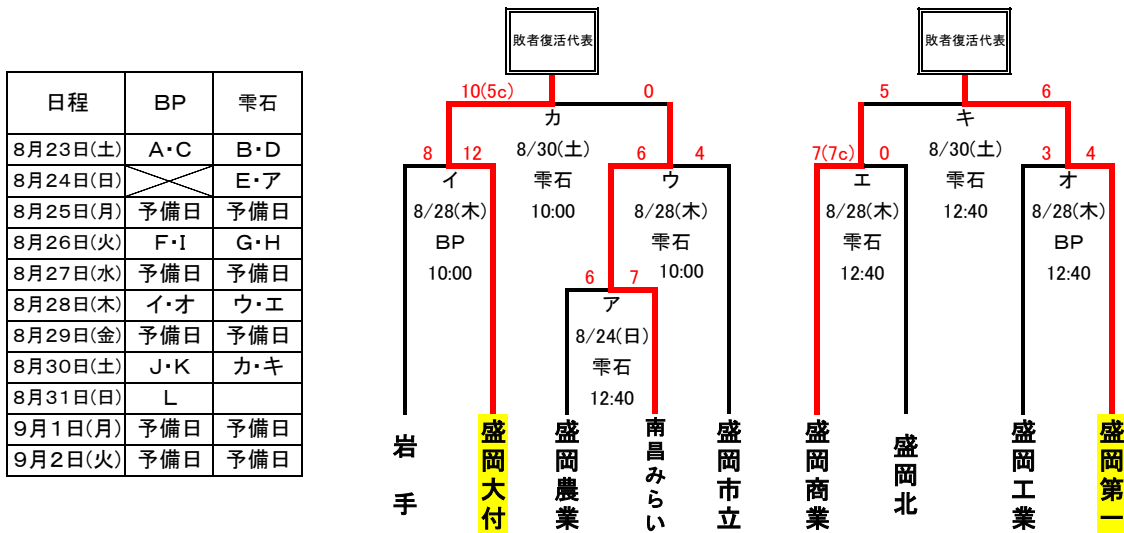 日程 BP 雫石
8月23日(土) A・C B・D
8月24日(日) E・ア
8月25日(月) 予備日 予備日
8月26日(火) F・I G・H
8月27日(水) 予備日 予備日
8月28日(木) イ・オ ウ・エ
8月29日(金) 予備日 予備日
8月30日(土) J・K カ・キ
8月31日(日) L
9月1日(月) 予備日 予備日
9月2日(火) 予備日 予備日
敗者復活代表
10(5c) 0
カ
8/30(土)
雫石
10:00
8 12
イ
8/28(木)
BP
10:00
6 4
ウ
8/28(木)
雫石
10:00
6 7
ア
8/24(日)
雫石
12:40
岩手
盛岡大付
盛岡農業
南昌みらい
盛岡市立
敗者復活代表
5 6
キ
8/30(土)
雫石
12:40
7(7c) 0
エ
8/28(木)
雫石
12:40
3 4
オ
8/28(木)
BP
12:40
盛岡商業
盛岡北
盛岡工業
盛岡第一